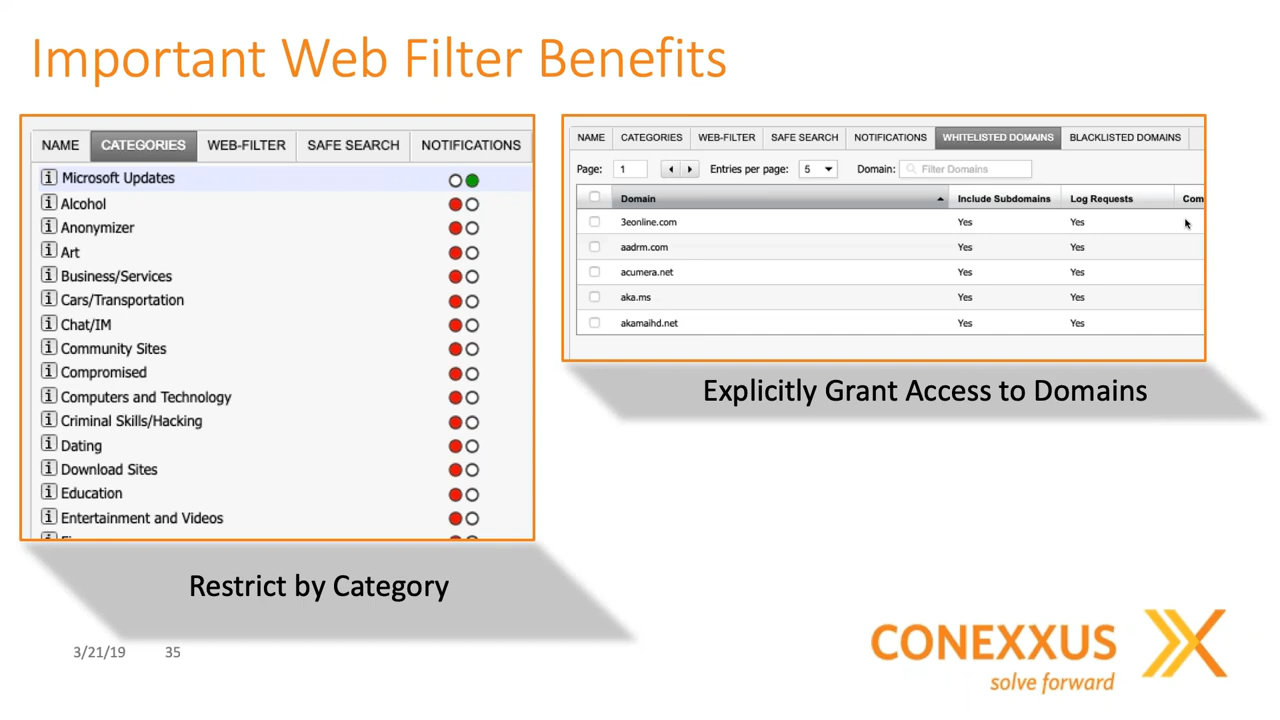 Important Web Filter Benefits
NAME CATEGORIES WEB-FILTER SAFE SEARCH NOTIFICATIONS
Microsoft Updates
Alcohol
Anonymizer
Art
Business/Services
Cars/Transportation
Chat/IM
Community Sites
Compromised
Computers and Technology
Criminal Skills/Hacking
Dating
Download Sites
Education
Entertainment and Videos
Restrict by Category
NAME CATEGORIES WEB-FILTER SAFE SEARCH NOTIFICATIONS WHITELISTED DOMAINS BLACKLISTED DOMAINS
Page: 1 Entries per page: 5 Domain: Filter Domains
Domain Include Subdomains Log Requests Com
3eonline.com Yes Yes
aadrm.com Yes Yes
acumera.net Yes Yes
aka.ms Yes Yes
akamaihd.net Yes Yes
Explicitly Grant Access to Domains
3/21/19 35
CONEXXUS
solve forward